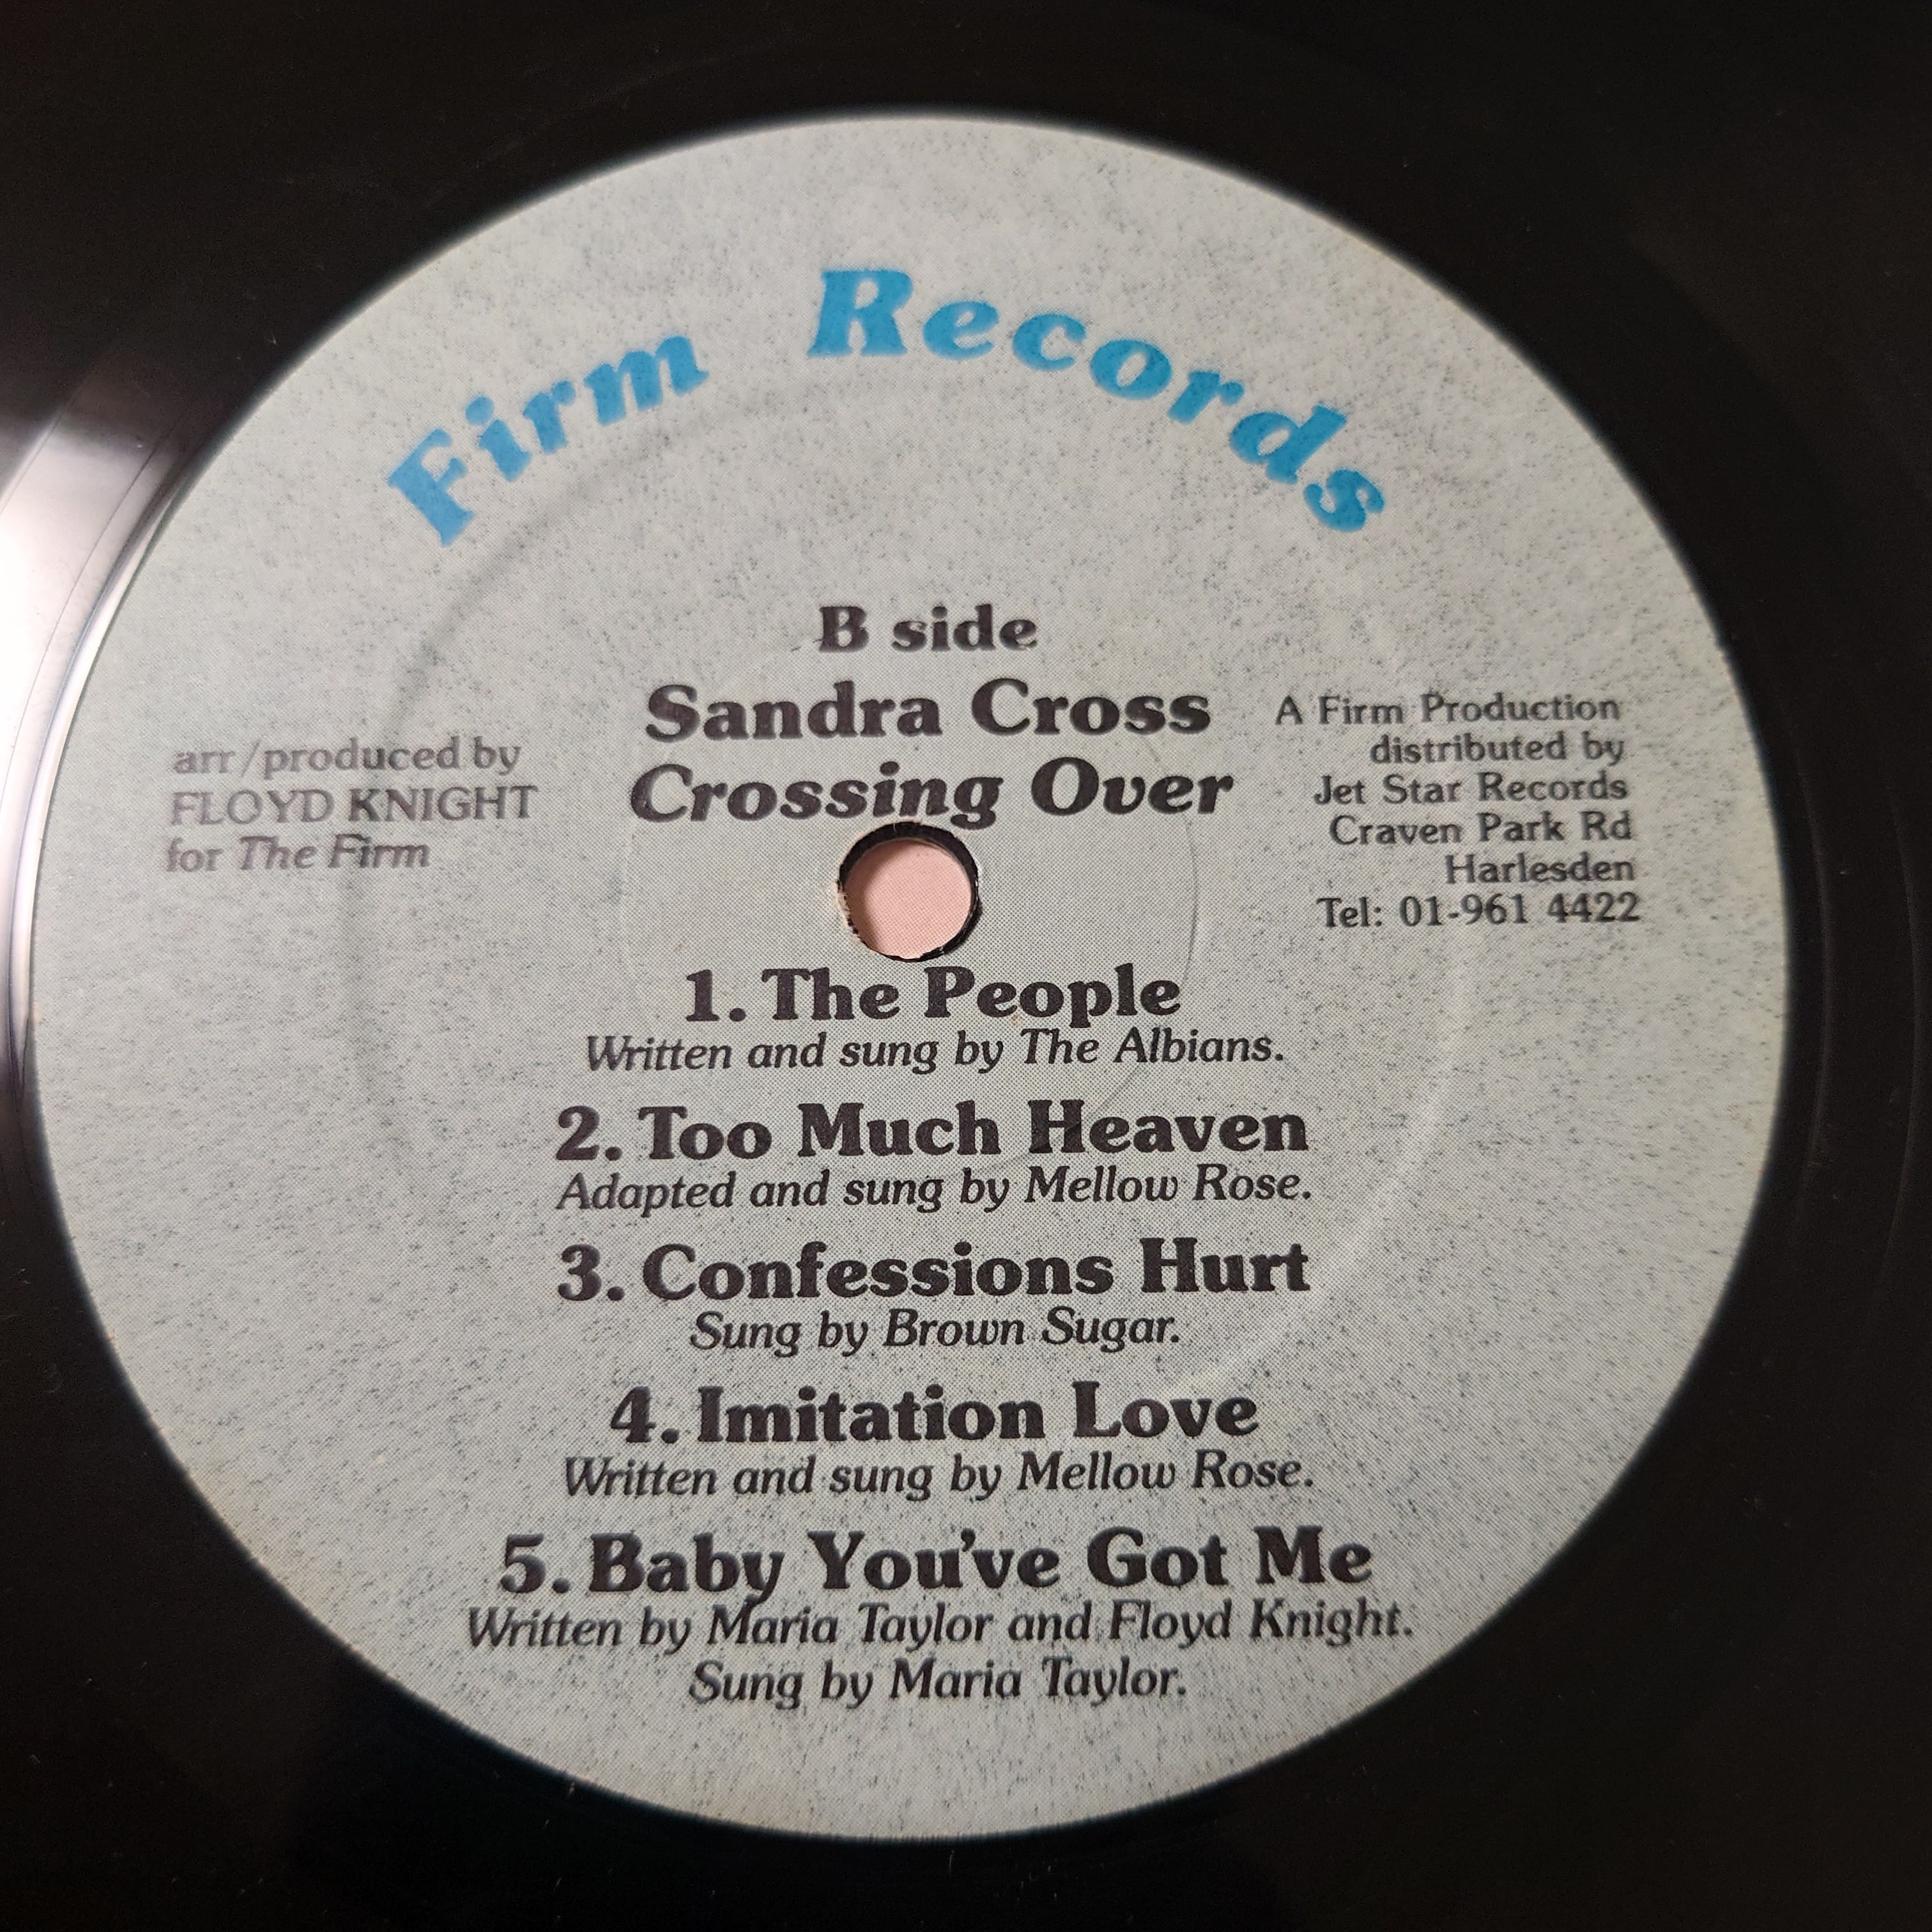 Firm Records
B side
Sandra Cross
Crossing Over
arr/produced by
FLOYD KNIGHT
for The Firm
A Firm Production
distributed by
Jet Star Records
Craven Park Rd
Harlesden
Tel: 01-961 4422
1. The People
Written and sung by The Albians.
2. Too Much Heaven
Adapted and sung by Mellow Rose.
3. Confessions Hurt
Sung by Brown Sugar.
4. Imitation Love
Written and sung by Mellow Rose.
5. Baby You've Got Me
Written by Maria Taylor and Floyd Knight.
Sung by Maria Taylor.